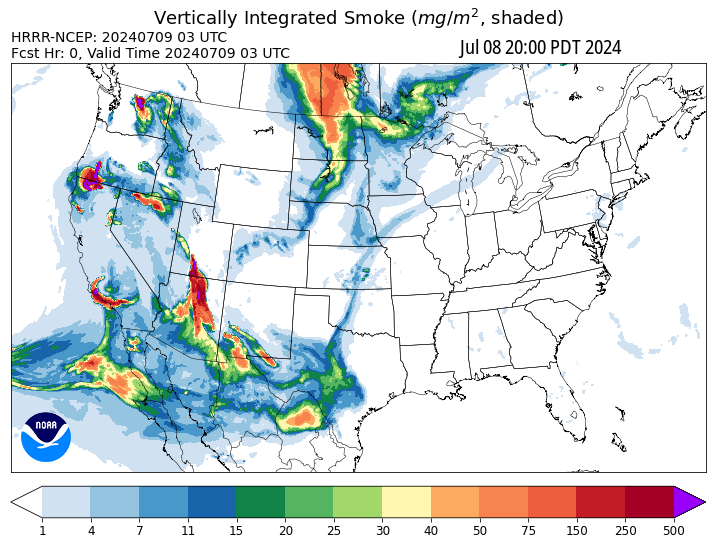 Vertically Integrated Smoke (mg/m², shaded)
HRRR-NCEP: 20240709 03 UTC
Fcst Hr: 0, Valid Time 20240709 03 UTC
Jul 08 20:00 PDT 2024
NOAA
1 4 7 11 15 20 25 30 40 50 75 150 250 500